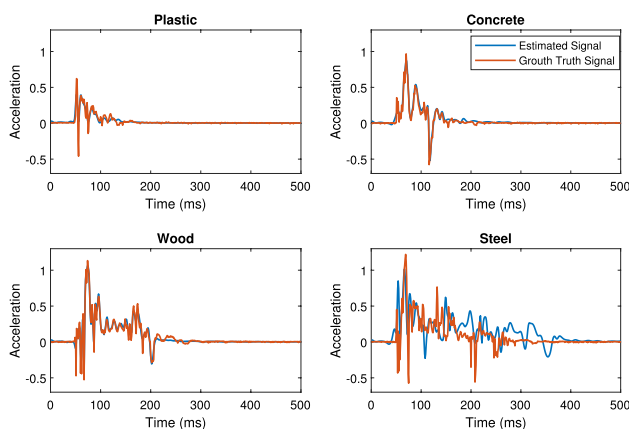 Plastic
Concrete
Acceleration
1
0.5
0
-0.5
0 100 200 300 400 500
Time (ms)
Acceleration
1
0.5
0
-0.5
0 100 200 300 400 500
Time (ms)
Estimated Signal
Grouth Truth Signal
Wood
Steel
Acceleration
1
0.5
0
-0.5
0 100 200 300 400 500
Time (ms)
Acceleration
1
0.5
0
-0.5
0 100 200 300 400 500
Time (ms)